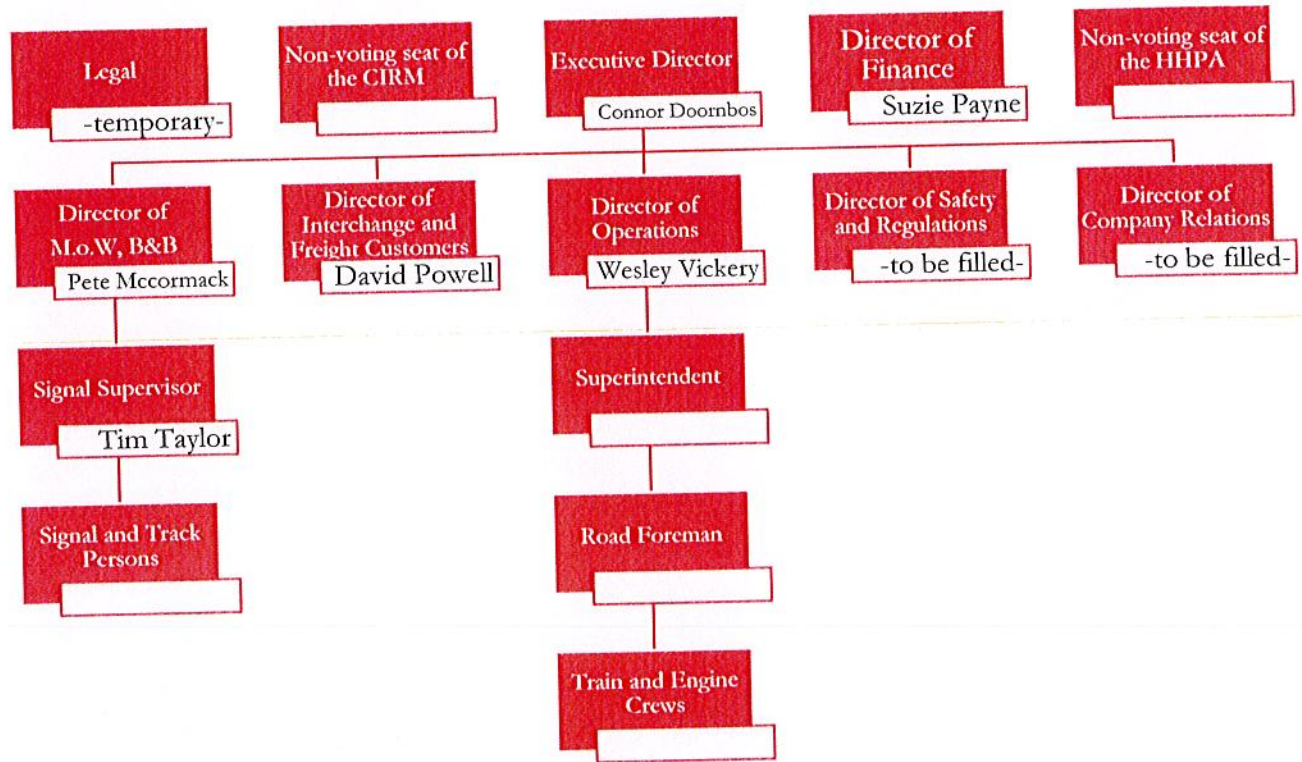 Legal
-temporary-
Non-voting seat of
the CIRM
Executive Director
Connor Doornbos
Director of
Finance
Suzie Payne
Non-voting seat of
the HHPA
Director of
M.o.W, B&B
Pete Mccormack
Director of
Interchange and
Freight Customers
David Powell
Director of
Operations
Wesley Vickery
Director of Safety
and Regulations
-to be filled-
Director of
Company Relations
-to be filled-
Signal Supervisor
Tim Taylor
Superintendent
Signal and Track
Persons
Road Foreman
Train and Engine
Crews